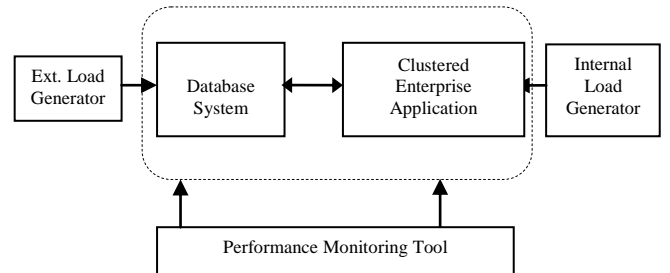 Ext. Load
Generator
Database
System
Clustered
Enterprise
Application
Internal
Load
Generator
Performance Monitoring Tool